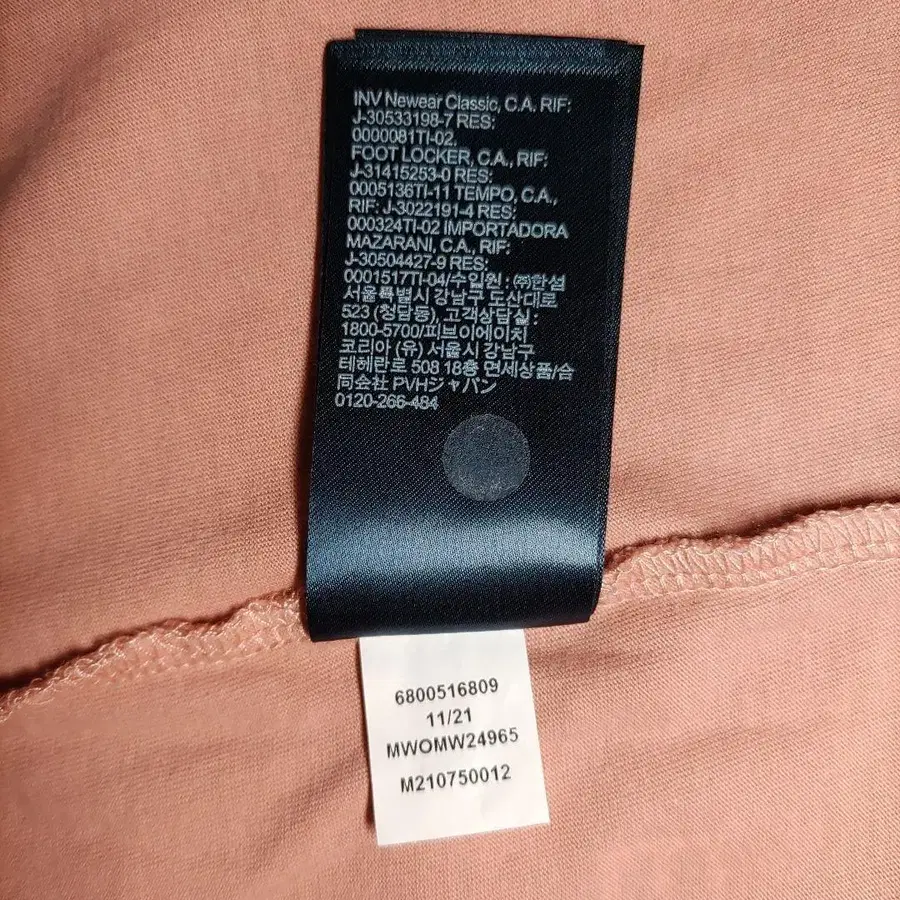 INV Newear Classic, C.A, RIF:
J-30533198-7 RES:
0000081TI-02.
FOOT LOCKER, C.A., RIF:
J-31415253-0 RES:
0005136TI-11 TEMPO, C.A.,
RIF: J-3022191-4 RES:
000324TI-02 IMPORTADORA
MAZARANI, C.A., RIF:
J-30504427-9 RES:
0001517TI-04/수입원 : ㈜한섬
서울특별시 강남구 도산대로
523 (청담동), 고객상담실 :
1800-5700/피브이에이치
코리아 (유) 서울시 강남구
테헤란로 508 18층 면세상품/合
同会社 PVHジャパン
0120-266-484
6800516809
11/21
MWOMW24965
M210750012